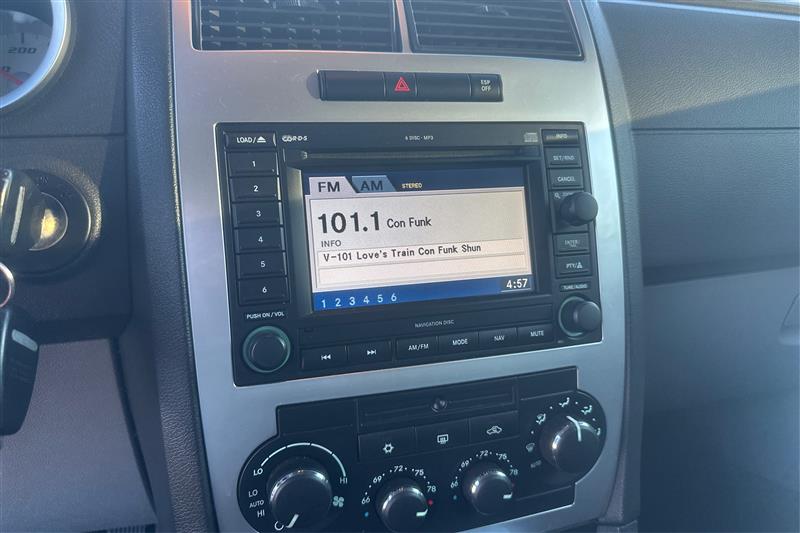 200
ESP OFF
LOAD/⏏
R·D·S
6 DISC · MP3
INFO
1
2
3
4
5
6
FM AM STEREO
101.1 Con Funk
INFO
V-101 Love's Train Con Funk Shun
1 2 3 4 5 6
4:57
SET/RND
CANCEL
ENTER/
PTY/
TUNE/AUDIO
PUSH ON / VOL
NAVIGATION DISC
AM/FM
MODE
NAV
MUTE
LO HI
LO AUTO HI
66 69 72 75 78
66 69 72 75 78
AUTO